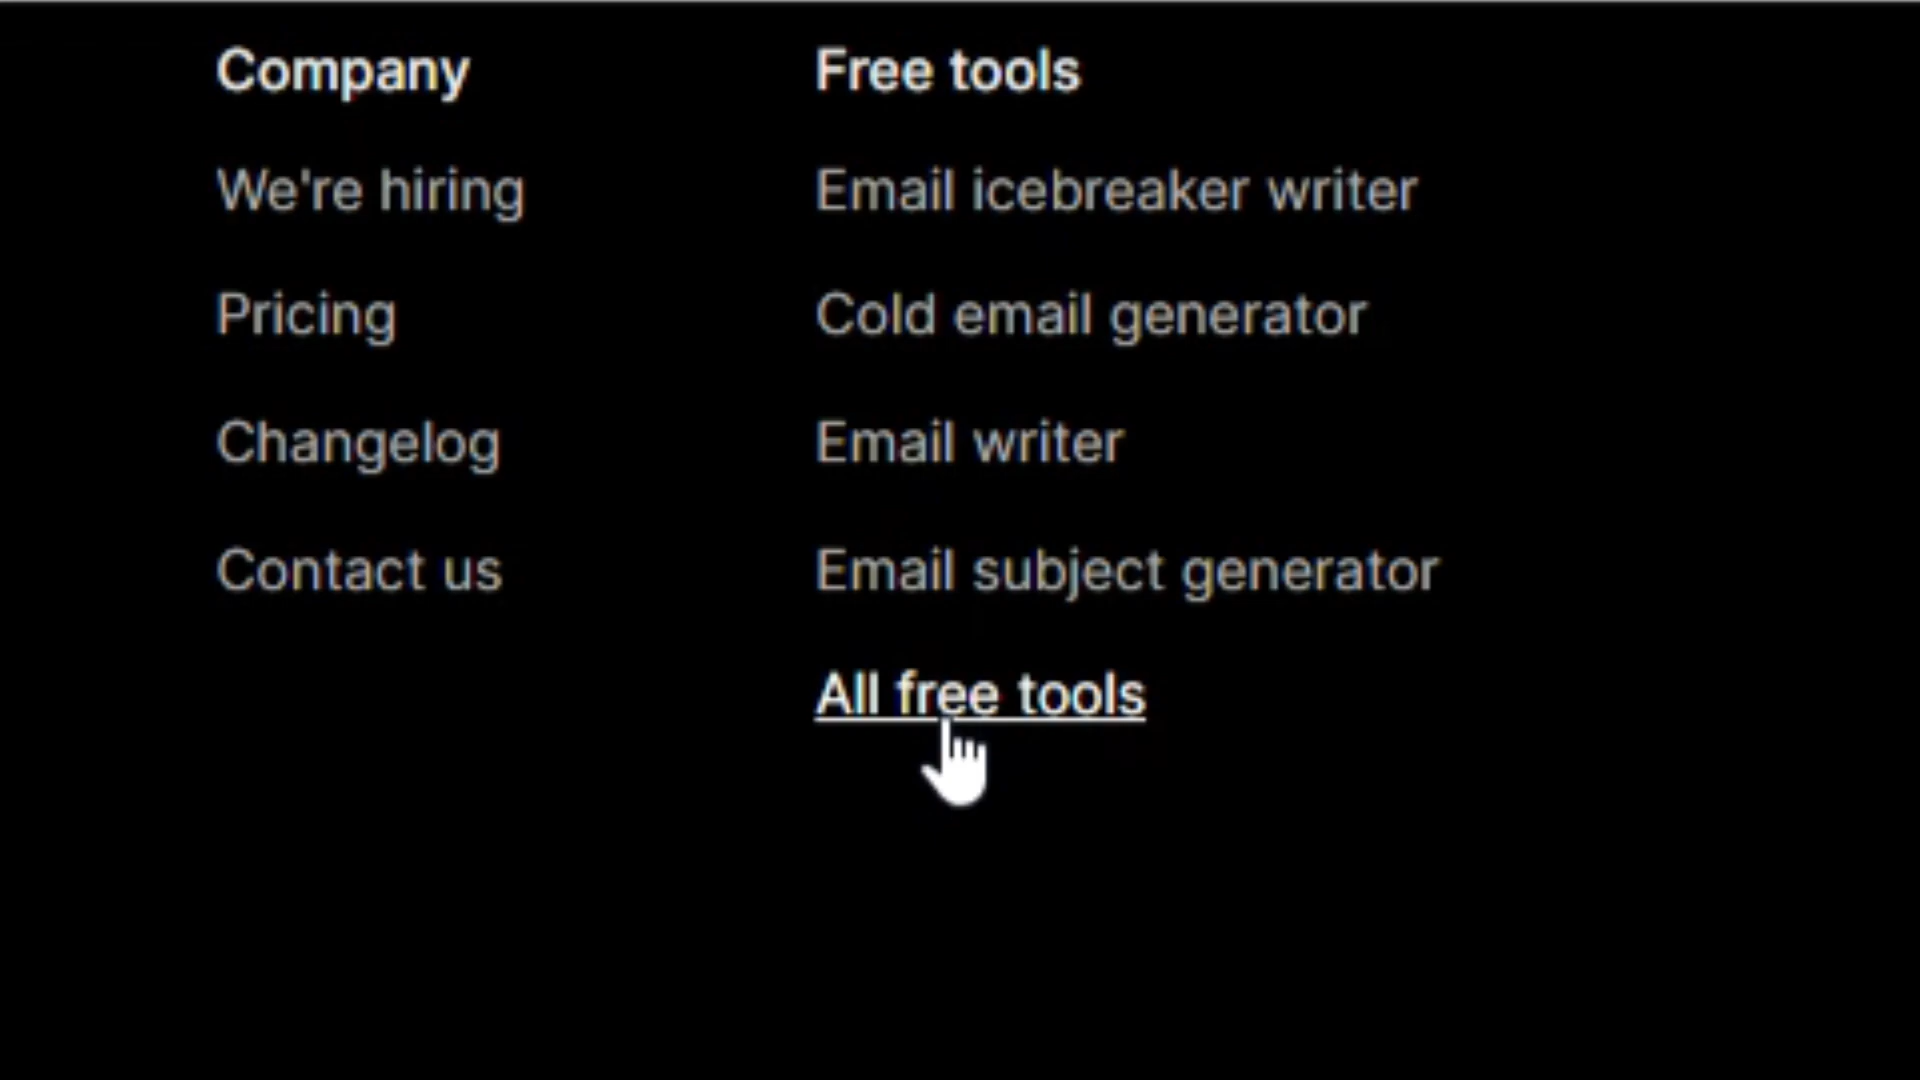 Company
We're hiring
Pricing
Changelog
Contact us
Free tools
Email icebreaker writer
Cold email generator
Email writer
Email subject generator
All free tools